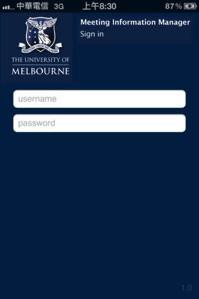 中華電信 3G 上午8:30 87%
Meeting Information Manager
Sign in
THE UNIVERSITY OF
MELBOURNE
username
password
1.0